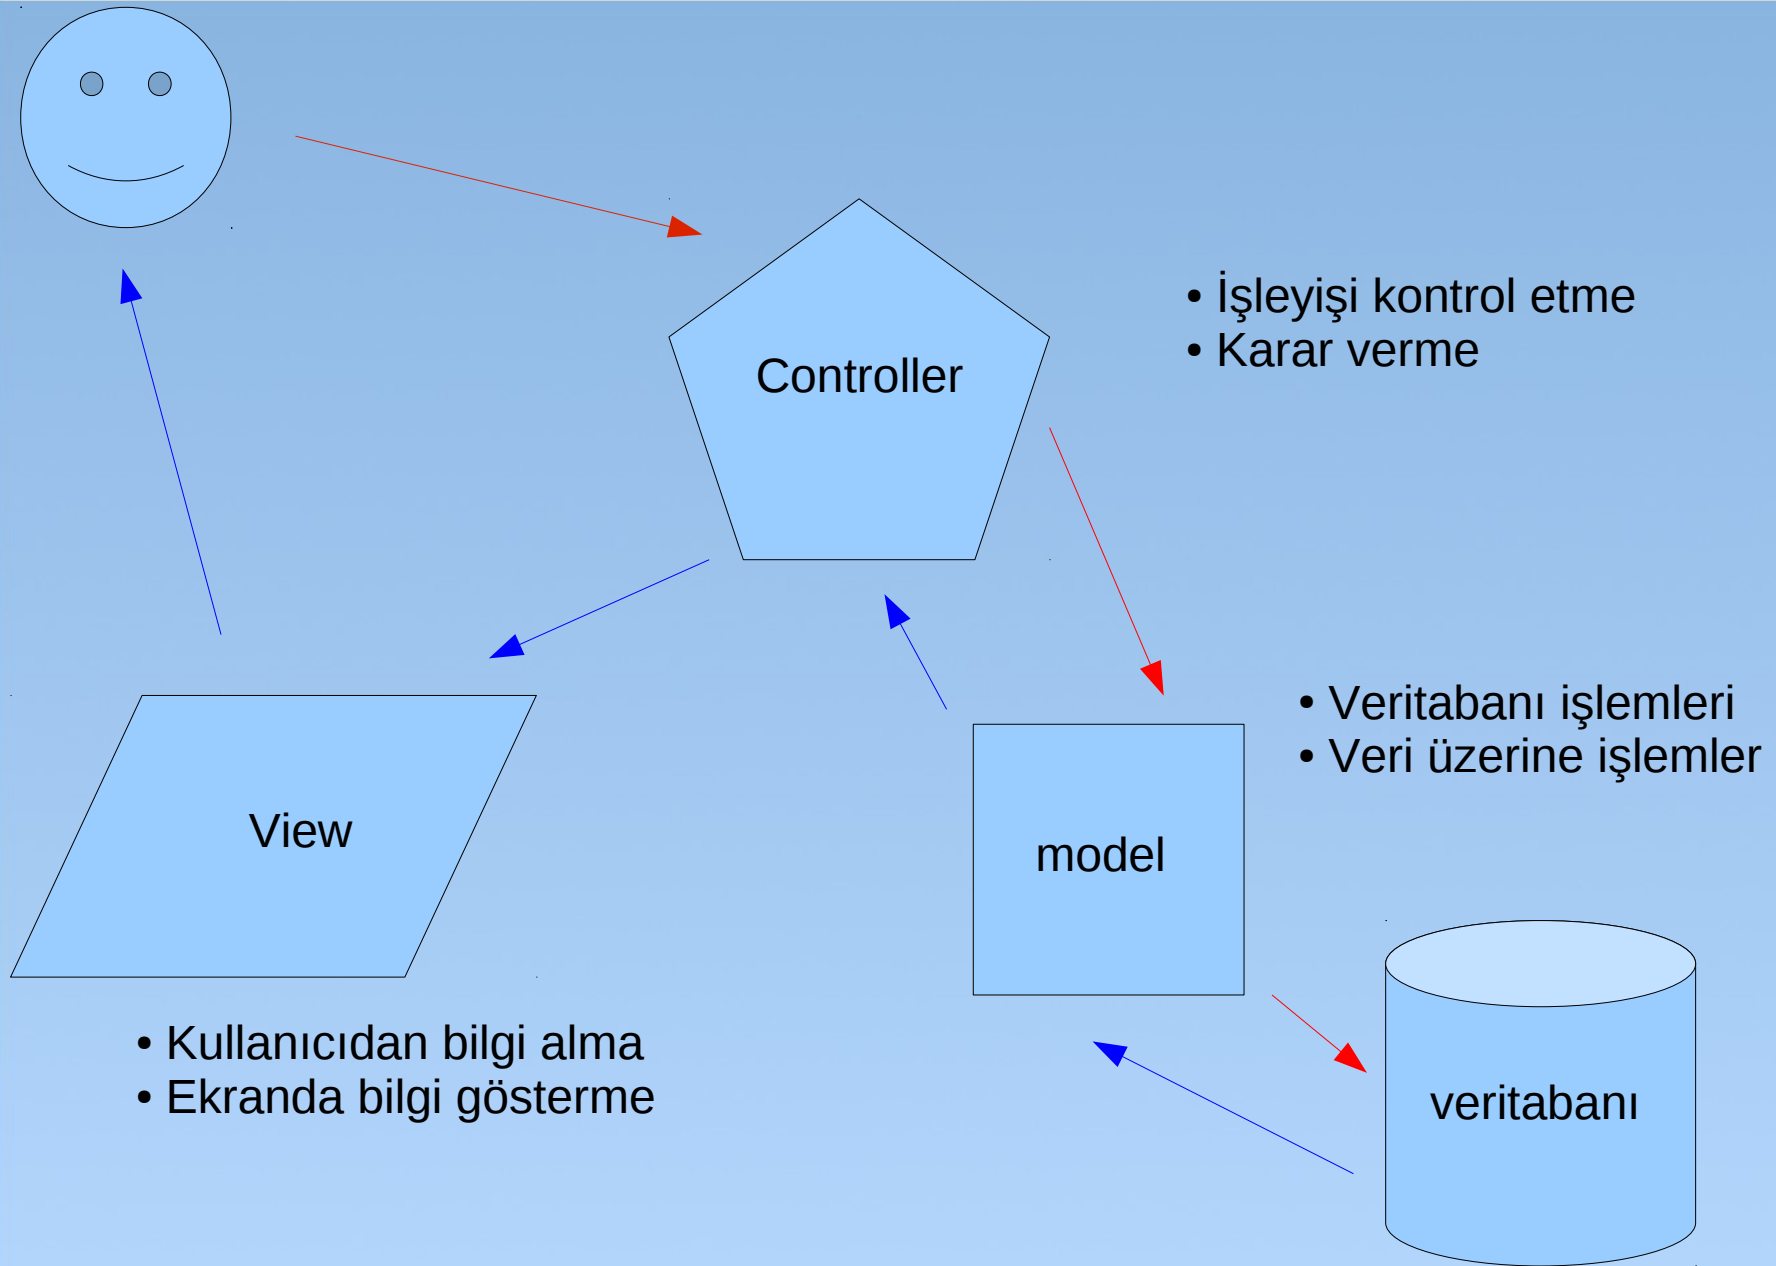 Controller
• İşleyişi kontrol etme
• Karar verme
View
• Kullanıcıdan bilgi alma
• Ekranda bilgi gösterme
model
• Veritabanı işlemleri
• Veri üzerine işlemler
veritabanı